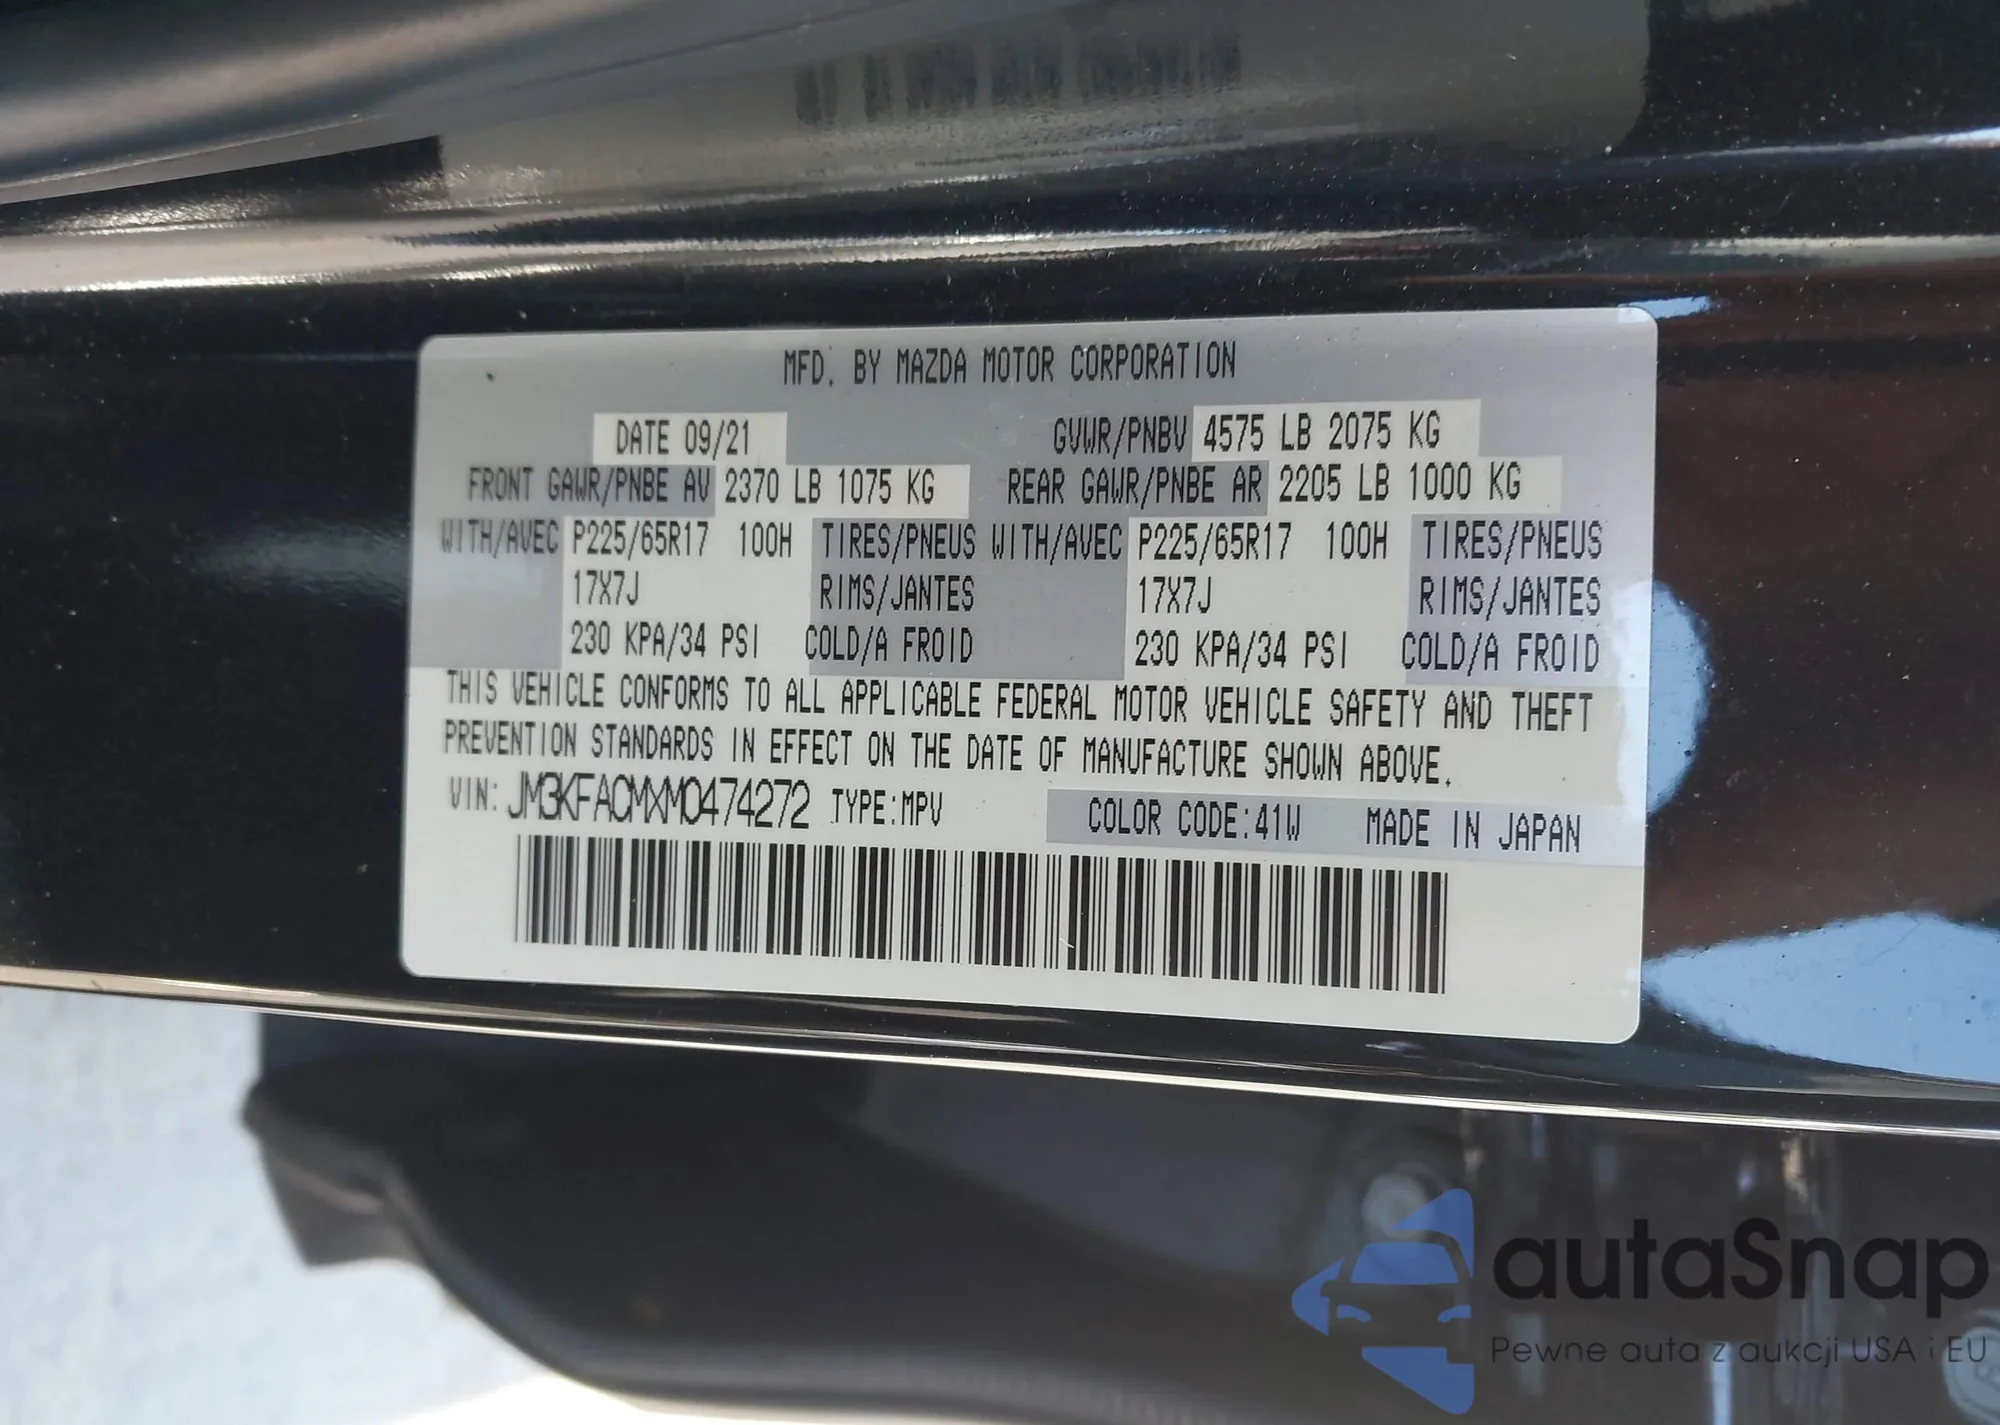 MFD. BY MAZDA MOTOR CORPORATION
DATE 09/21 GVWR/PNBV 4575 LB 2075 KG
FRONT GAWR/PNBE AV 2370 LB 1075 KG REAR GAWR/PNBE AR 2205 LB 1000 KG
WITH/AVEC P225/65R17 100H TIRES/PNEUS WITH/AVEC P225/65R17 100H TIRES/PNEUS
17X7J RIMS/JANTES 17X7J RIMS/JANTES
230 KPA/34 PSI COLD/A FROID 230 KPA/34 PSI COLD/A FROID
THIS VEHICLE CONFORMS TO ALL APPLICABLE FEDERAL MOTOR VEHICLE SAFETY AND THEFT
PREVENTION STANDARDS IN EFFECT ON THE DATE OF MANUFACTURE SHOWN ABOVE.
VIN: JM3KFACMXM0474272 TYPE:MPV COLOR CODE:41W MADE IN JAPAN
autaSnap
Pewne auta z aukcji USA i EU